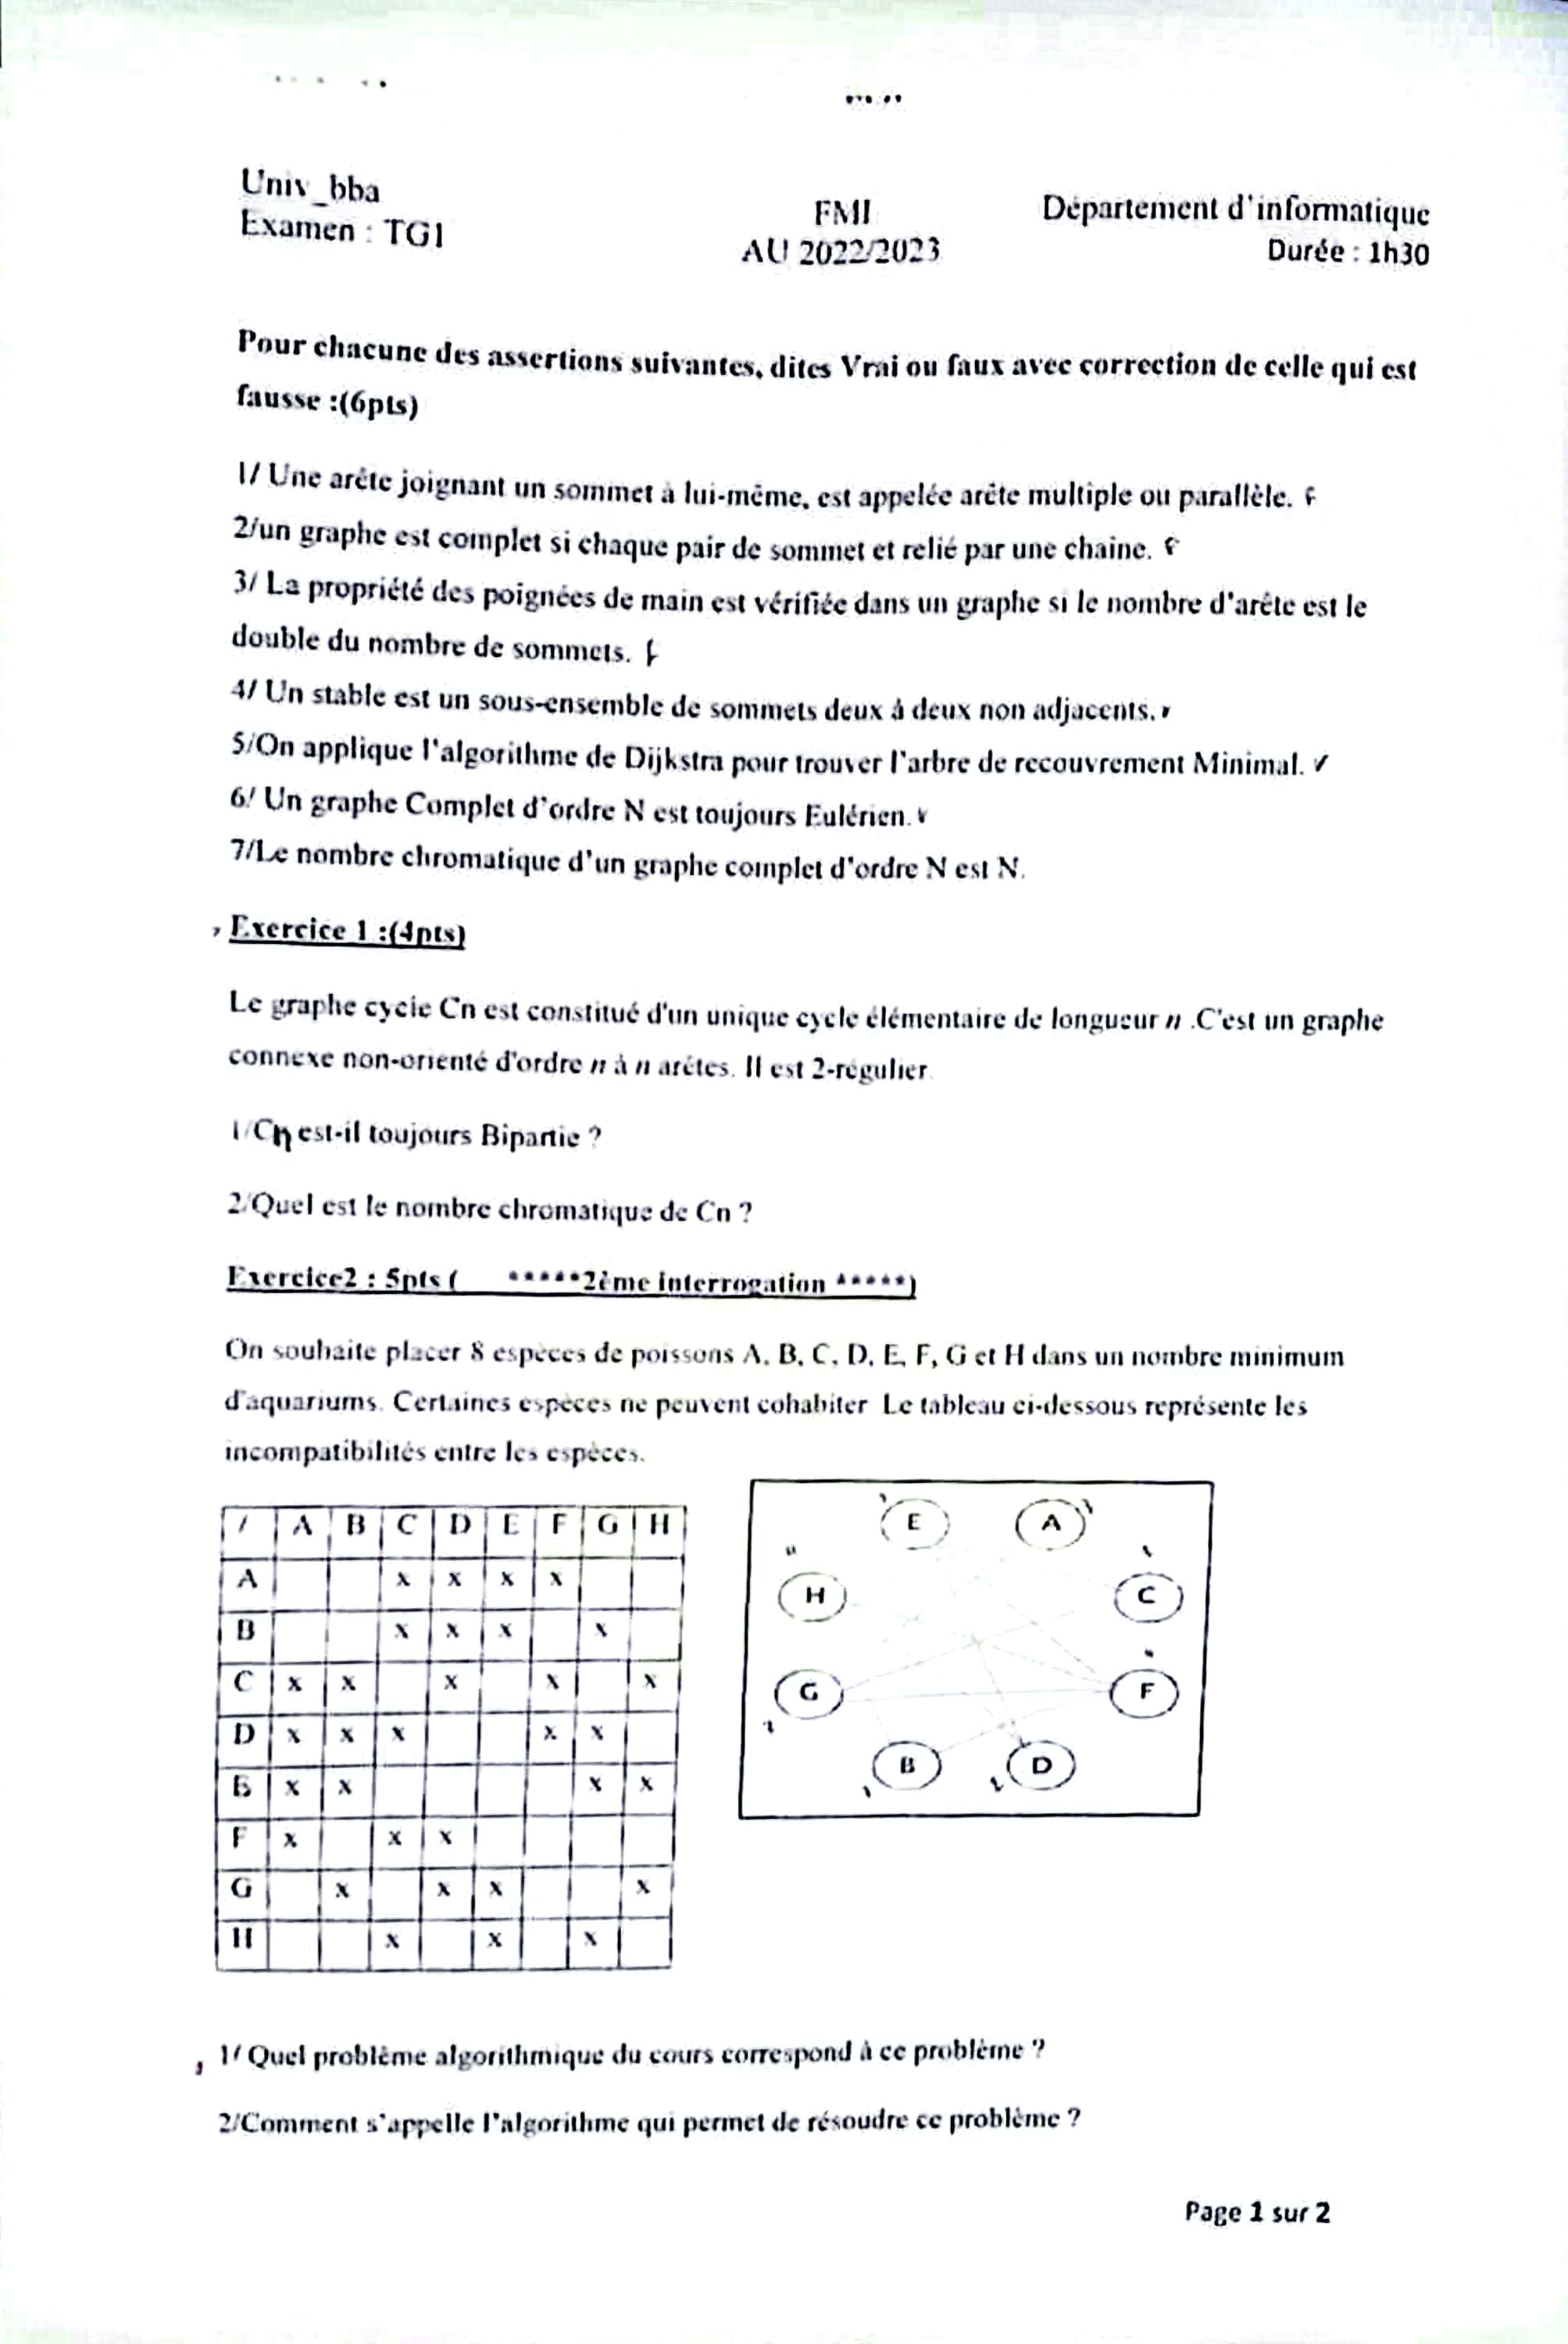 Univ_bba
Examen : TG1
FMI
AU 2022/2023
Département d'informatique
Durée : 1h30
Pour chacune des assertions suivantes, dites Vrai ou faux avec correction de celle qui est
fausse :(6pts)
1/ Une arête joignant un sommet à lui-même, est appelée arête multiple ou parallèle. F
2/un graphe est complet si chaque pair de sommet et relié par une chaine. F
3/ La propriété des poignées de main est vérifiée dans un graphe si le nombre d'arête est le
double du nombre de sommets. F
4/ Un stable est un sous-ensemble de sommets deux à deux non adjacents. v
5/On applique l'algorithme de Dijkstra pour trouver l'arbre de recouvrement Minimal. ✓
6/ Un graphe Complet d'ordre N est toujours Eulérien. v
7/Le nombre chromatique d'un graphe complet d'ordre N est N.
Exercice 1 :(4pts)
Le graphe cycle Cn est constitué d'un unique cycle élémentaire de longueur n .C'est un graphe
connexe non-orienté d'ordre n à n arêtes. Il est 2-régulier.
1/Cn est-il toujours Bipartie ?
2/Quel est le nombre chromatique de Cn ?
Exercice2 : 5pts ( *****2ème interrogation *****)
On souhaite placer 8 espèces de poissons A, B, C, D, E, F, G et H dans un nombre minimum
d'aquariums. Certaines espèces ne peuvent cohabiter. Le tableau ci-dessous représente les
incompatibilités entre les espèces.
/ A B C D E F G H
A x x x x
B x x x x
C x x x x x
D x x x x x
E x x x x
F x x x
G x x x x
H x x x
E A
H C
G F
B D
1/ Quel problème algorithmique du cours correspond à ce problème ?
2/Comment s'appelle l'algorithme qui permet de résoudre ce problème ?
Page 1 sur 2